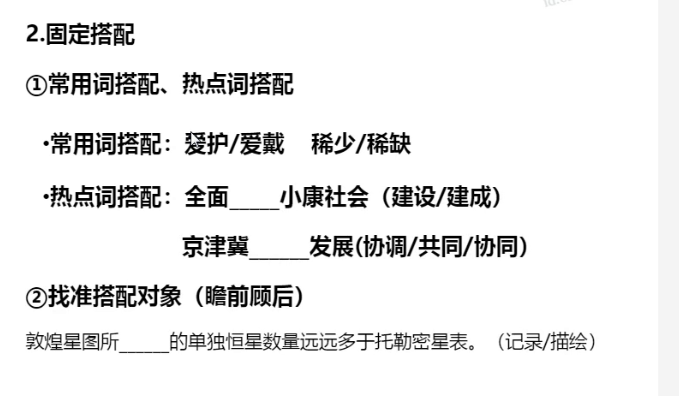 2.固定搭配
①常用词搭配、热点词搭配
•常用词搭配：爱护/爱戴 稀少/稀缺
•热点词搭配：全面_____小康社会（建设/建成）
京津冀______发展(协调/共同/协同）
②找准搭配对象（瞻前顾后）
敦煌星图所______的单独恒星数量远远多于托勒密星表。（记录/描绘）